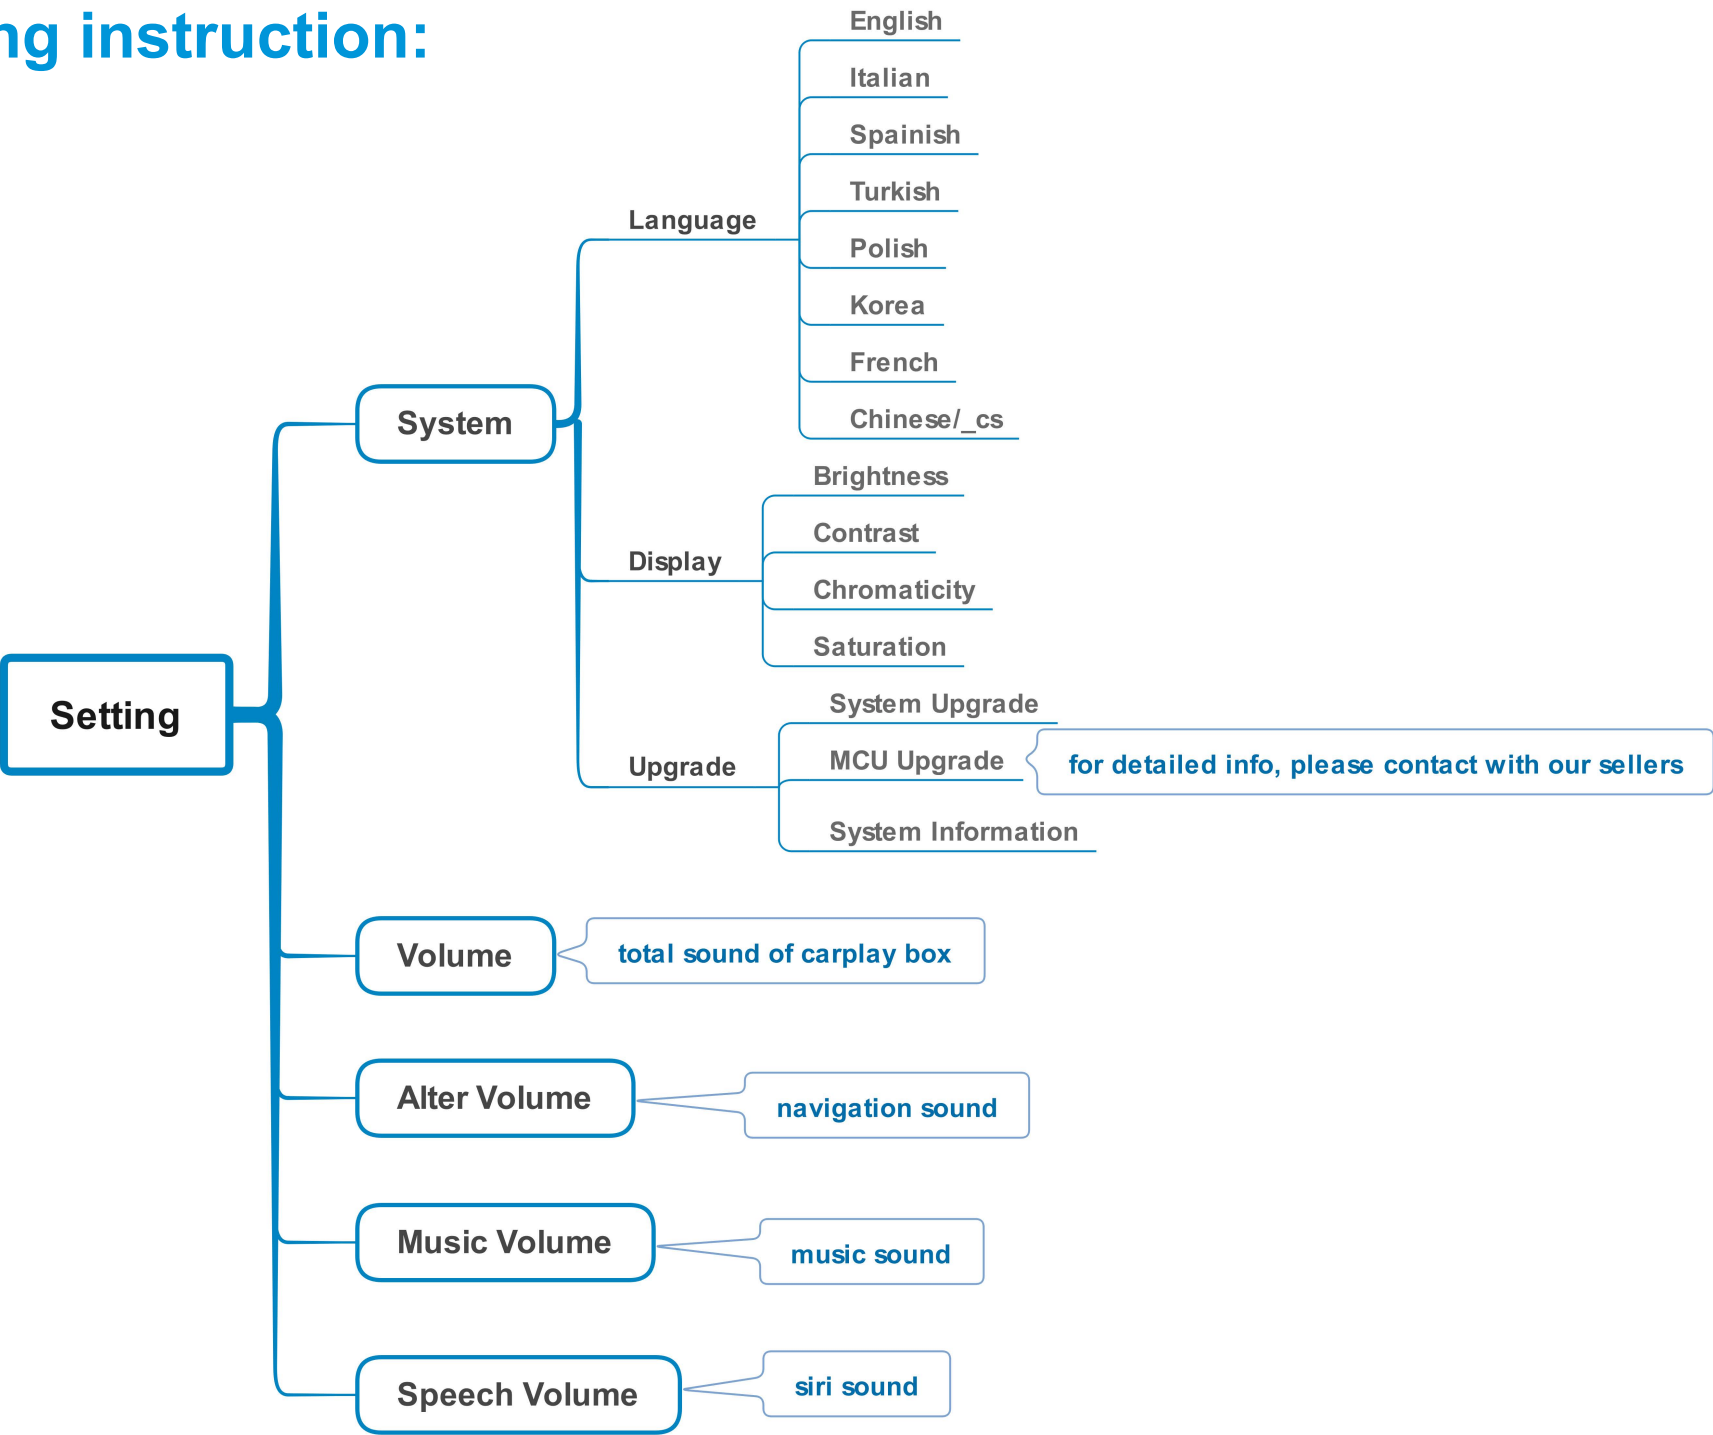 ng instruction:
English
Italian
Spainish
Turkish
Language
Polish
Korea
French
Chinese/_cs
System
Brightness
Contrast
Display
Chromaticity
Saturation
Setting
System Upgrade
Upgrade
MCU Upgrade
for detailed info, please contact with our sellers
System Information
Volume
total sound of carplay box
Alter Volume
navigation sound
Music Volume
music sound
Speech Volume
siri sound